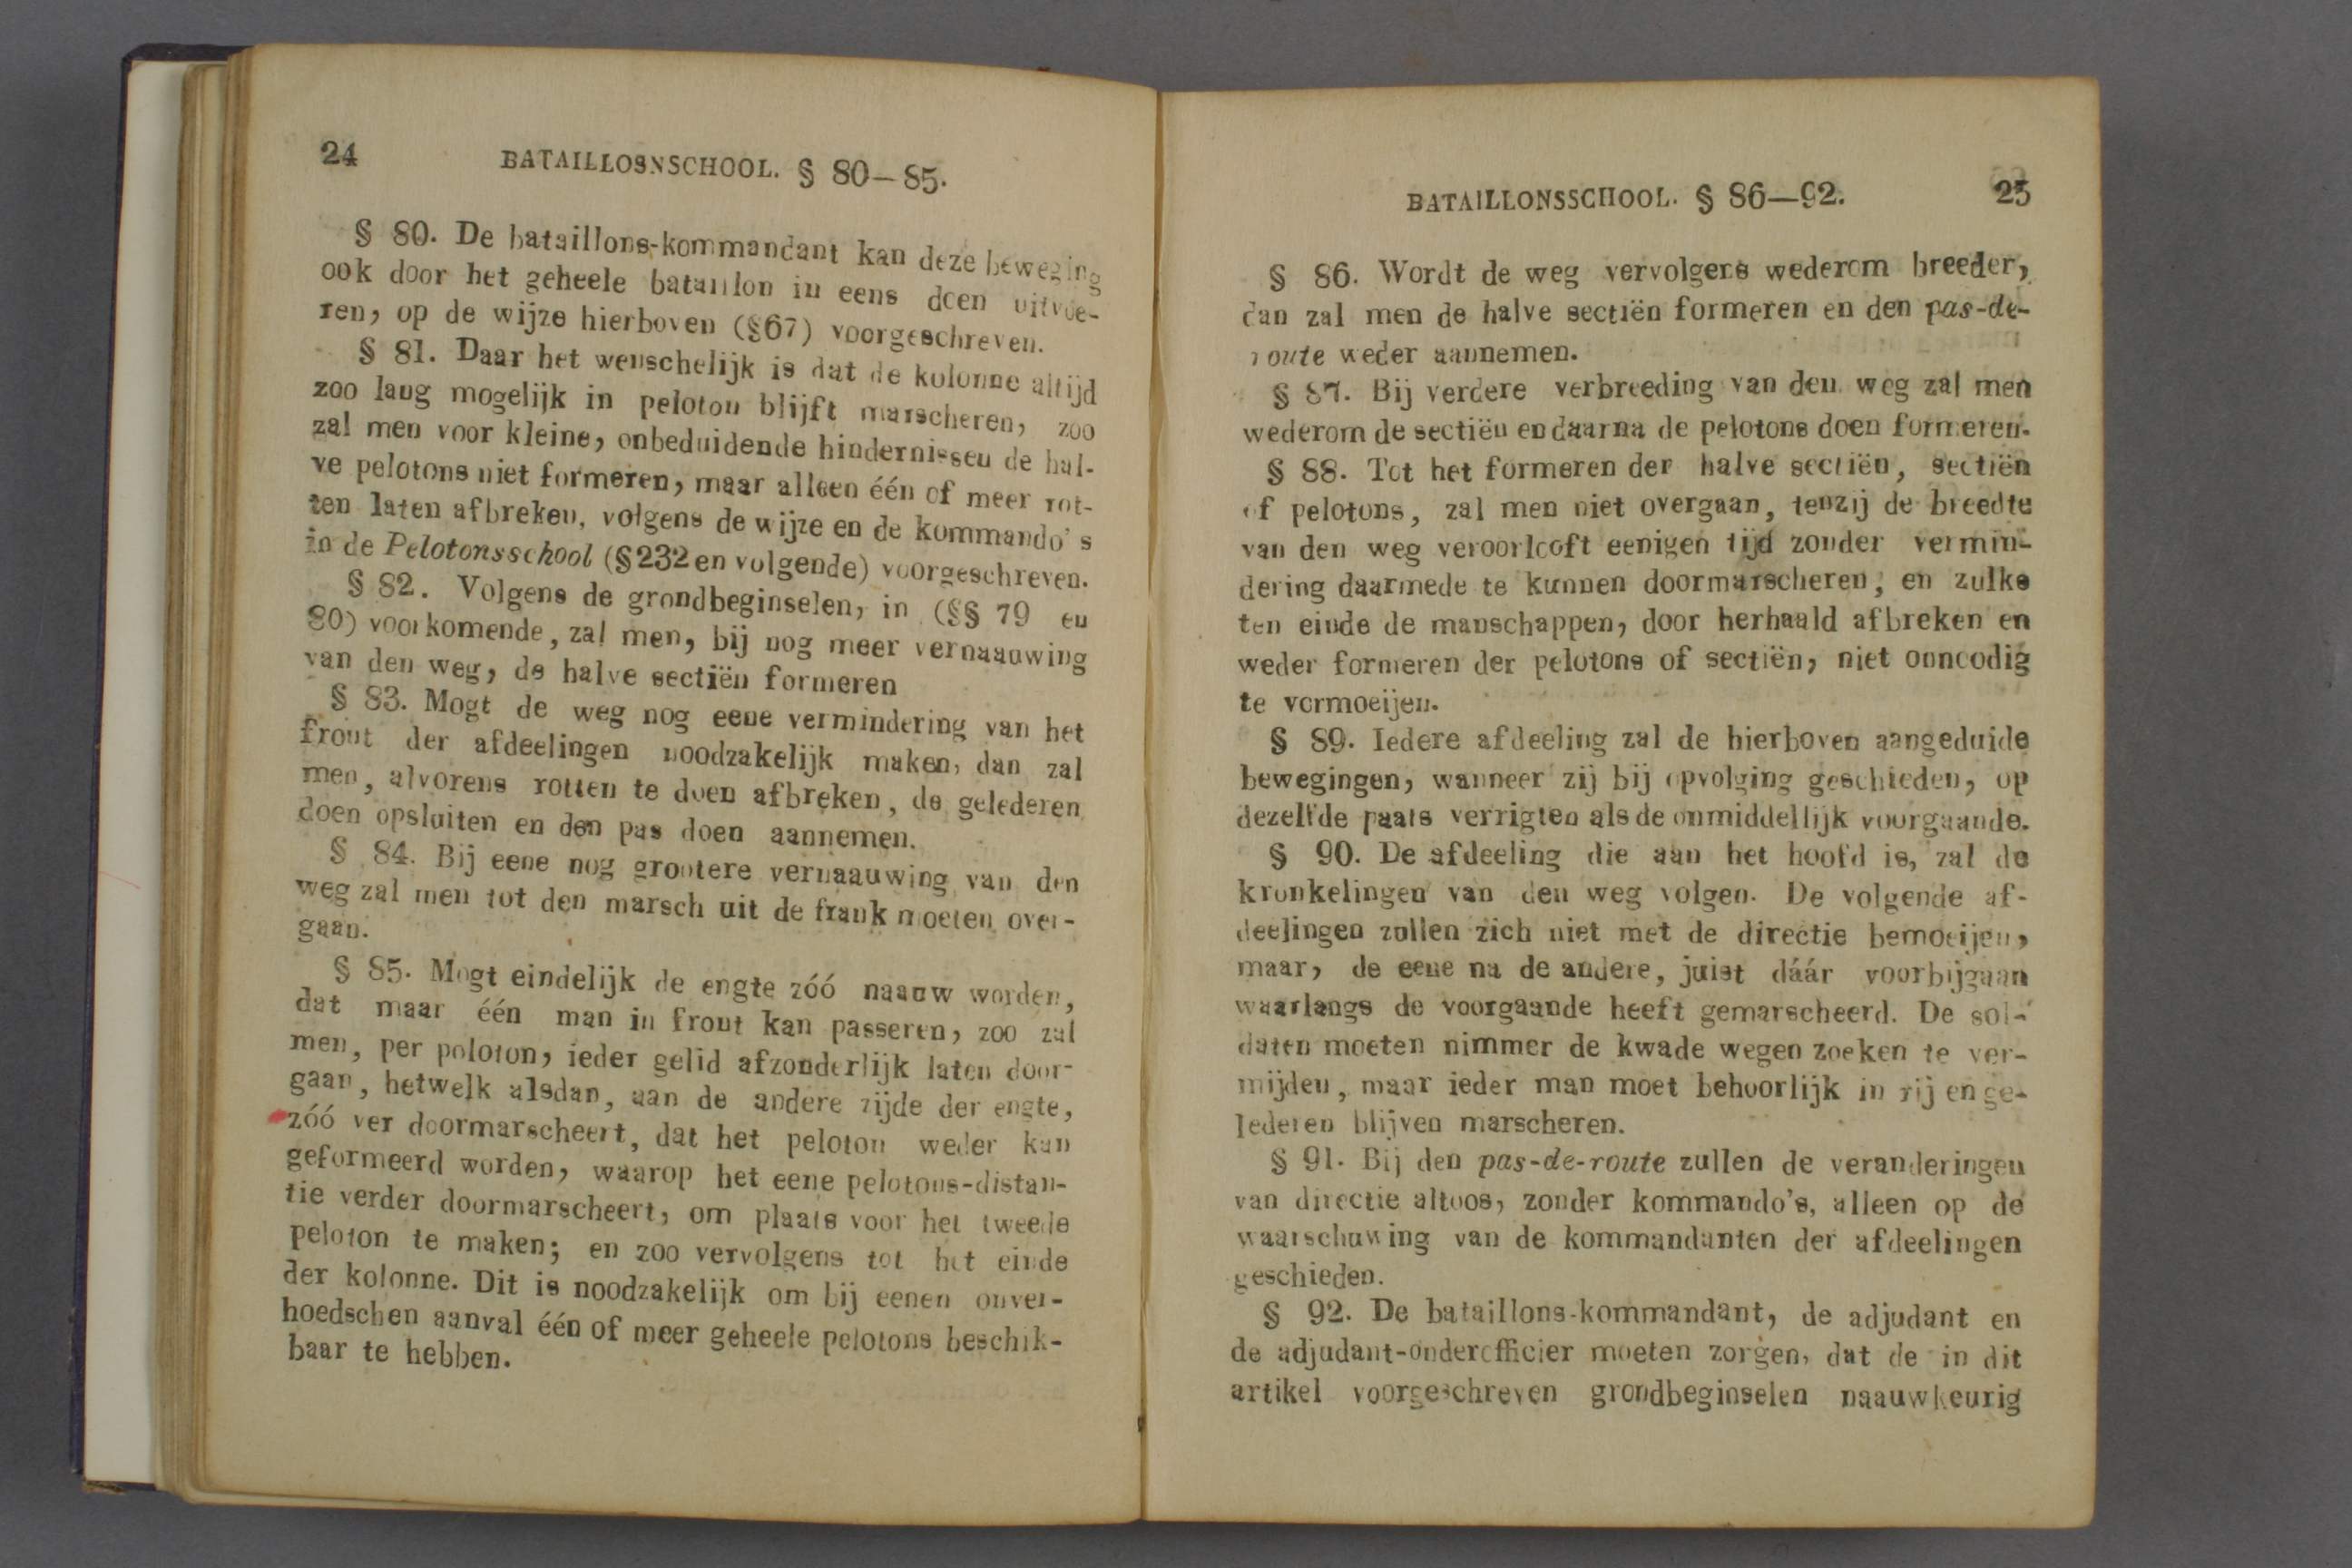 24 BATAILLOSNSCHOOL. § 80–85.
§ 80. De bataillons-kommandant kan deze beweging
ook door het geheele bataillon in eens doen uitvoe-
ren, op de wijze hierboven (§67) voorgeschreven.
§ 81. Daar het wenschelijk is dat de kolonne altijd
zoo lang mogelijk in peloton blijft marscheren, zoo
zal men voor kleine, onbeduidende hindernissen de hal-
ve pelotons niet formeren, maar alleen één of meer rot-
ten laten afbreken, volgens de wijze en de kommando's
in de Pelotonsschool (§232 en volgende) voorgeschreven.
§ 82. Volgens de grondbeginselen, in (§§ 79 en
80) voorkomende, zal men, bij nog meer vernaauwing
van den weg, de halve sectiën formeren
§ 83. Mogt de weg nog eene vermindering van het
front der afdeelingen noodzakelijk maken, dan zal
men, alvorens rotten te doen afbreken, de gelederen
doen opsluiten en den pas doen aannemen.
§ 84. Bij eene nog grootere vernaauwing van den
weg zal men tot den marsch uit de frank moeten over-
gaan.
§ 85. Mogt eindelijk de engte zóó naauw worden,
dat maar één man in front kan passeren, zoo zal
men, per poloton, ieder gelid afzonderlijk laten door-
gaan, hetwelk alsdan, aan de andere zijde der engte,
zóó ver doormarscheert, dat het peloton weder kan
geformeerd worden, waarop het eene pelotons-distan-
tie verder doormarscheert, om plaats voor het tweede
peloton te maken; en zoo vervolgens tot het einde
der kolonne. Dit is noodzakelijk om bij eenen onver-
hoedschen aanval één of meer geheele pelotons beschik-
baar te hebben.
BATAILLONSSCHOOL. § 86—92. 25
§ 86. Wordt de weg vervolgens wederom breeder,
dan zal men de halve sectiën formeren en den pas-de-
route weder aannemen.
§ 87. Bij verdere verbreeding van den weg zal men
wederom de sectiën en daarna de pelotons doen formeren.
§ 88. Tot het formeren der halve sectiën, sectiën
of pelotons, zal men niet overgaan, tenzij de breedte
van den weg veroorlooft eenigen tijd zonder vermin-
dering daarmede te kunnen doormarscheren, en zulks
ten einde de manschappen, door herhaald afbreken en
weder formeren der pelotons of sectiën, niet onnoodig
te vermoeijen.
§ 89. Iedere afdeeling zal de hierboven aangeduide
bewegingen, wanneer zij bij opvolging geschieden, op
dezelfde paats verrigten als de onmiddellijk voorgaande.
§ 90. De afdeeling die aan het hoofd is, zal de
kronkelingen van den weg volgen. De volgende af-
deelingen zullen zich niet met de directie bemoeijen,
maar, de eene na de andere, juist dáár voorbijgaan
waarlangs de voorgaande heeft gemarscheerd. De sol-
daten moeten nimmer de kwade wegen zoeken te ver-
mijden, maar ieder man moet behoorlijk in rij en ge-
lederen blijven marscheren.
§ 91. Bij den pas-de-route zullen de veranderingen
van directie altoos, zonder kommando's, alleen op de
waarschuwing van de kommandanten der afdeelingen
geschieden.
§ 92. De bataillons-kommandant, de adjudant en
de adjudant-onderofficier moeten zorgen, dat de in dit
artikel voorgeschreven grondbeginselen naauwkeurig